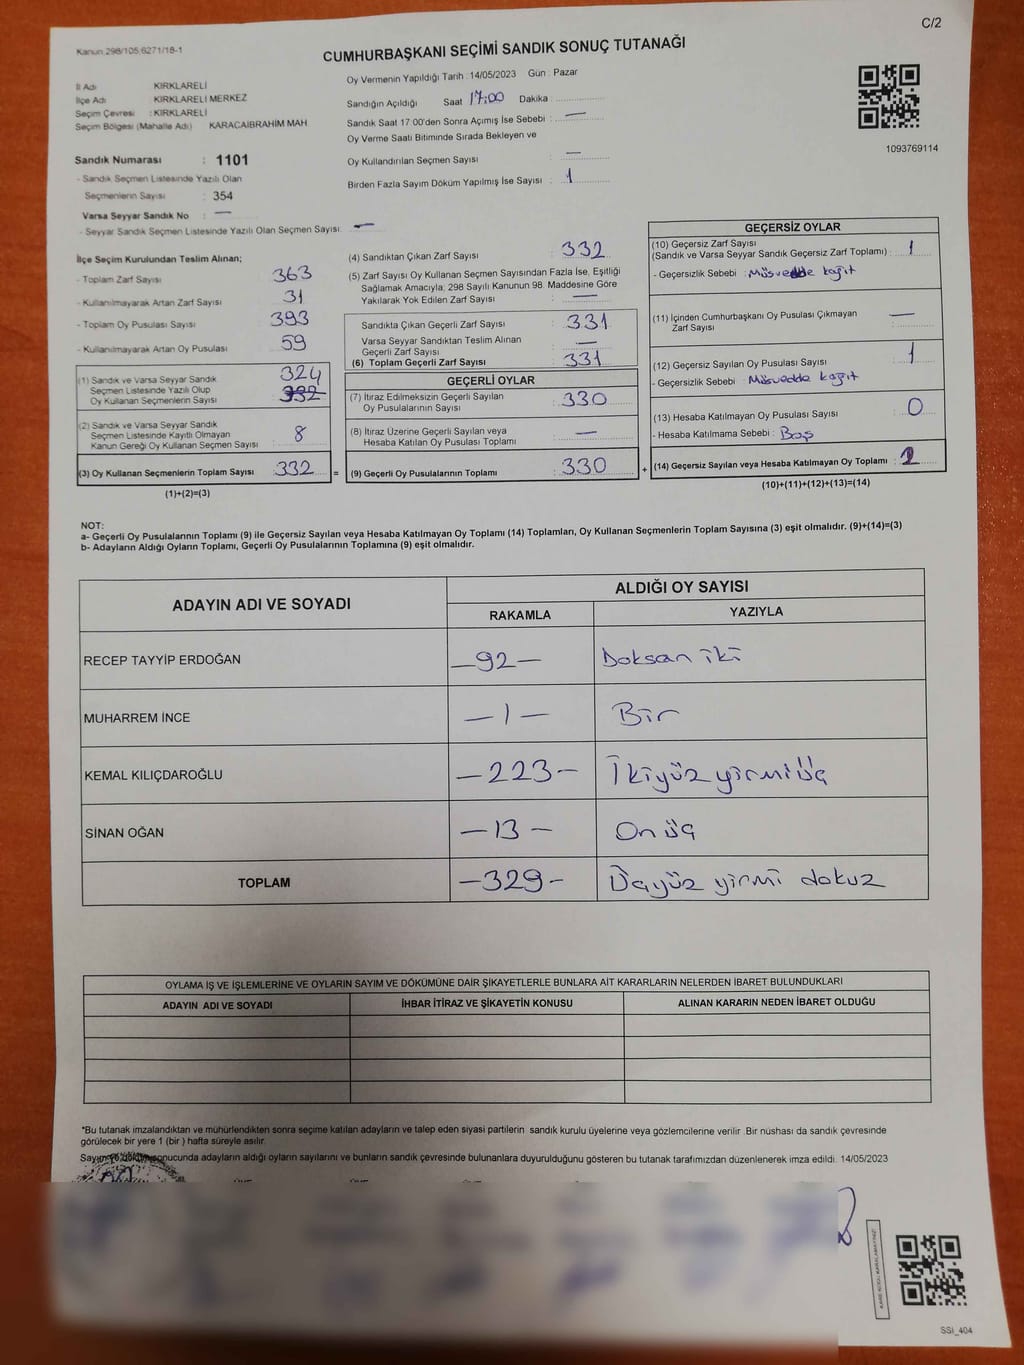 C/2
Kanun 298/105 6271/18-1
CUMHURBAŞKANI SEÇİMİ SANDIK SONUÇ TUTANAĞI
İl Adı KIRKLARELİ
İlçe Adı KIRKLARELİ MERKEZ
Seçim Çevresi : KIRKLARELİ
Seçim Bölgesi (Mahalle Adı) KARACAİBRAHİM MAH
Sandık Numarası : 1101
- Sandık Seçmen Listesinde Yazılı Olan
Seçmenlerin Sayısı : 354
Varsa Seyyar Sandık No : —
- Seyyar Sandık Seçmen Listesinde Yazılı Olan Seçmen Sayısı: —
Oy Vermenin Yapıldığı Tarih : 14/05/2023 Gün : Pazar
Sandığın Açıldığı Saat 17:00 Dakika
Sandık Saat 17 00'den Sonra Açımış İse Sebebi : —
Oy Verme Saati Bitiminde Sırada Bekleyen ve
Oy Kullandırılan Seçmen Sayısı —
Birden Fazla Sayım Döküm Yapılmış İse Sayısı : 1
1093769114
İlçe Seçim Kurulundan Teslim Alınan;
- Toplam Zarf Sayısı : 363
- Kullanılmayarak Artan Zarf Sayısı : 31
- Toplam Oy Pusulası Sayısı : 393
- Kullanılmayarak Artan Oy Pusulası : 59
(1) Sandık ve Varsa Seyyar Sandık 324
Seçmen Listesinde Yazılı Olup 332
Oy Kullanan Seçmenlerin Sayısı
(2) Sandık ve Varsa Seyyar Sandık
Seçmen Listesinde Kayıtlı Olmayan 8
Kanun Gereği Oy Kullanan Seçmen Sayısı :
(3) Oy Kullanan Seçmenlerin Toplam Sayısı : 332 =
(1)+(2)=(3)
(4) Sandıktan Çıkan Zarf Sayısı : 332
(5) Zarf Sayısı Oy Kullanan Seçmen Sayısından Fazla İse, Eşitliği
Sağlamak Amacıyla; 298 Sayılı Kanunun 98. Maddesine Göre
Yakılarak Yok Edilen Zarf Sayısı : —
Sandıkta Çıkan Geçerli Zarf Sayısı : 331
Varsa Seyyar Sandıktan Teslim Alınan
Geçerli Zarf Sayısı : —
(6) Toplam Geçerli Zarf Sayısı : 331
GEÇERLİ OYLAR
(7) İtiraz Edilmeksizin Geçerli Sayılan
Oy Pusulalarının Sayısı : 330
(8) İtiraz Üzerine Geçerli Sayılan veya
Hesaba Katılan Oy Pusulası Toplamı : —
(9) Geçerli Oy Pusulalarının Toplamı : 330 +
GEÇERSİZ OYLAR
(10) Geçersiz Zarf Sayısı
(Sandık ve Varsa Seyyar Sandık Geçersiz Zarf Toplamı) : 1
- Geçersizlik Sebebi : Müsvedde kağıt
(11) İçinden Cumhurbaşkanı Oy Pusulası Çıkmayan
Zarf Sayısı : —
(12) Geçersiz Sayılan Oy Pusulası Sayısı : 1
- Geçersizlik Sebebi : Müsvedde kağıt
(13) Hesaba Katılmayan Oy Pusulası Sayısı : 0
- Hesaba Katılmama Sebebi : Boş
(14) Geçersiz Sayılan veya Hesaba Katılmayan Oy Toplamı : 2
(10)+(11)+(12)+(13)=(14)
NOT:
a- Geçerli Oy Pusulalarının Toplamı (9) ile Geçersiz Sayılan veya Hesaba Katılmayan Oy Toplamı (14) Toplamları, Oy Kullanan Seçmenlerin Toplam Sayısına (3) eşit olmalıdır. (9)+(14)=(3)
b- Adayların Aldığı Oyların Toplamı, Geçerli Oy Pusulalarının Toplamına (9) eşit olmalıdır.
ADAYIN ADI VE SOYADI
ALDIĞI OY SAYISI
RAKAMLA YAZIYLA
RECEP TAYYİP ERDOĞAN —92— Doksan iki
MUHARREM İNCE —1— Bir
KEMAL KILIÇDAROĞLU —223— İkiyüz yirmi üç
SİNAN OĞAN —13— On üç
TOPLAM —329— Üçyüz yirmi dokuz
OYLAMA İŞ VE İŞLEMLERİNE VE OYLARIN SAYIM VE DÖKÜMÜNE DAİR ŞİKAYETLERLE BUNLARA AİT KARARLARIN NELERDEN İBARET BULUNDUKLARI
ADAYIN ADI VE SOYADI İHBAR İTİRAZ VE ŞİKAYETİN KONUSU ALINAN KARARIN NEDEN İBARET OLDUĞU
*Bu tutanak imzalandıktan ve mühürlendikten sonra seçime katılan adayların ve talep eden siyasi partilerin sandık kurulu üyelerine veya gözlemcilerine verilir .Bir nüshası da sandık çevresinde
görülecek bir yere 1 (bir ) hafta süreyle asılır.
Sayım ve döküm sonucunda adayların aldığı oyların sayılarını ve bunların sandık çevresinde bulunanlara duyurulduğunu gösteren bu tutanak tarafımızdan düzenlenerek imza edildi. 14/05/2023
KARE KODU KARALAMAYINIZ!
SSI_404